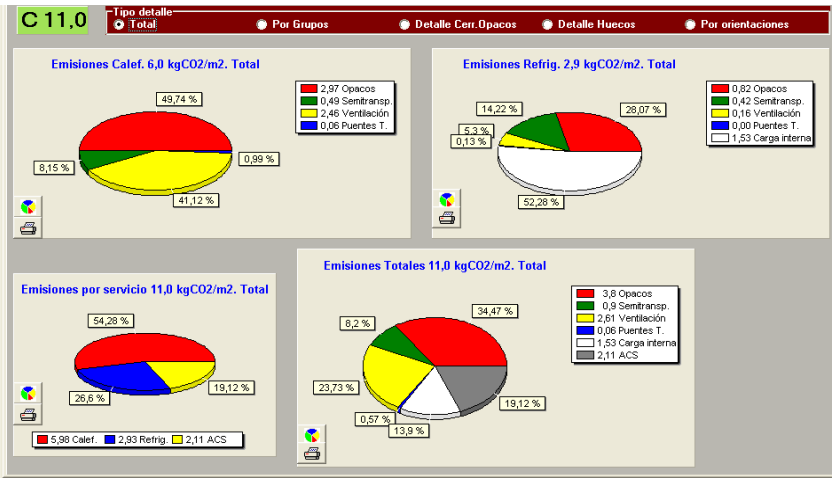 C 11,0
Tipo detalle
Total
Por Grupos
Detalle Cerr.Opacos
Detalle Huecos
Por orientaciones
Emisiones Calef. 6,0 kgCO2/m2. Total
49,74 %
8,15 %
41,12 %
0,99 %
2,97 Opacos
0,49 Semitransp.
2,46 Ventilación
0,06 Puentes T.
Emisiones Refrig. 2,9 kgCO2/m2. Total
14,22 %
28,07 %
5,3 %
0,13 %
52,28 %
0,82 Opacos
0,42 Semitransp.
0,16 Ventilación
0,00 Puentes T.
1,53 Carga interna
Emisiones por servicio 11,0 kgCO2/m2. Total
54,28 %
26,6 %
19,12 %
5,98 Calef.
2,93 Refrig.
2,11 ACS
Emisiones Totales 11,0 kgCO2/m2. Total
34,47 %
8,2 %
23,73 %
0,57 %
13,9 %
19,12 %
3,8 Opacos
0,9 Semitransp.
2,61 Ventilación
0,06 Puentes T.
1,53 Carga interna
2,11 ACS